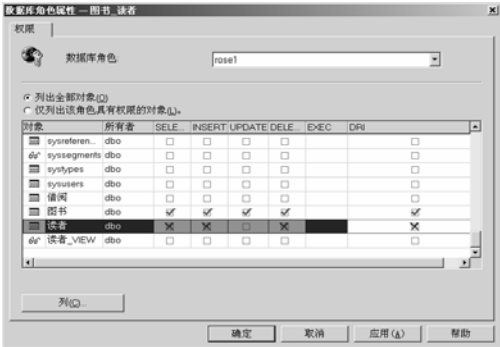 数据库角色属性 — 图书_读者
权限
数据库角色: rose1
列出全部对象(O)
仅列出该角色具有权限的对象(L)。
对象 所有者 SELE... INSERT UPDATE DELE... EXEC DRI
sysreferen... dbo
syssegments dbo
systypes dbo
sysusers dbo
借阅 dbo
图书 dbo
读者 dbo
读者_VIEW dbo
列(C)...
确定 取消 应用(A) 帮助